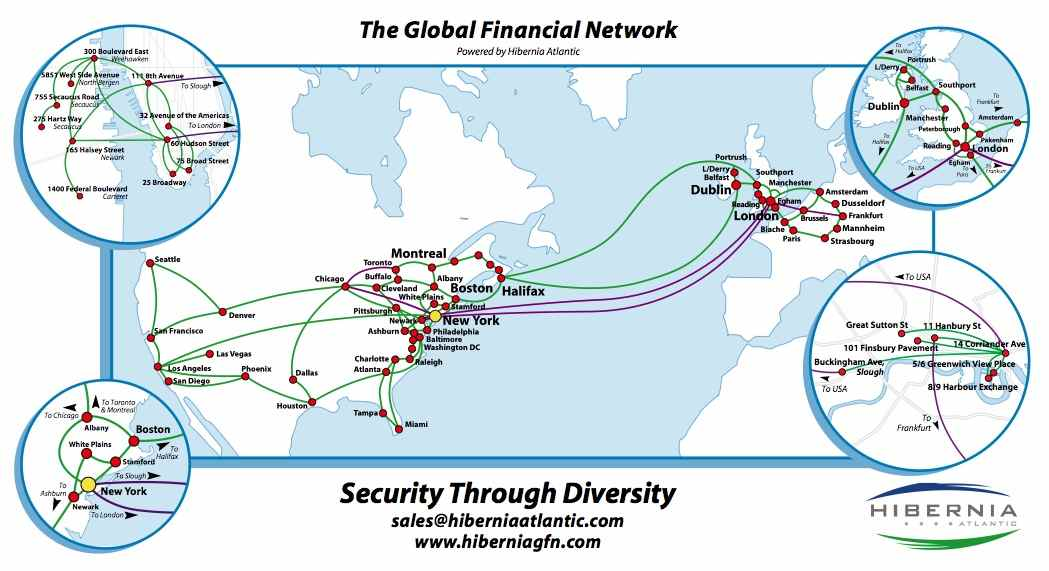 The Global Financial Network
Powered by Hibernia Atlantic
300 Boulevard East
Weehawken
5857 West Side Avenue
North Bergen
111 8th Avenue
To Slough
755 Secaucus Road
Secaucus
32 Avenue of the Americas
275 Hartz Way
Secaucus
To London
60 Hudson Street
165 Halsey Street
Newark
75 Broad Street
25 Broadway
1400 Federal Boulevard
Carteret
To Halifax
Portrush
L/Derry
Belfast
Southport
Dublin
To Frankfurt
Manchester
Amsterdam
Peterborough
Pakenham
To Halifax
Reading
London
Egham
To USA
To Paris
To Frankfurt
Portrush
L/Derry
Belfast
Southport
Dublin
Manchester
Amsterdam
Reading
Egham
Dusseldorf
London
Brussels
Frankfurt
Biache
Mannheim
Paris
Strasbourg
Seattle
Montreal
Toronto
Chicago
Buffalo
Albany
Cleveland
Boston
Halifax
White Plains
Stamford
Denver
Pittsburgh
Newark
New York
San Francisco
Ashburn
Philadelphia
Baltimore
Washington DC
Las Vegas
Charlotte
Raleigh
Los Angeles
Phoenix
Dallas
Atlanta
San Diego
Houston
Tampa
Miami
To USA
Great Sutton St
11 Hanbury St
101 Finsbury Pavement
14 Corriander Ave
Buckingham Ave,
Slough
5/6 Greenwich View Place
To USA
8/9 Harbour Exchange
To Frankfurt
To Chicago
To Toronto
& Montreal
Albany
Boston
White Plains
To Halifax
Stamford
To Slough
To Ashburn
New York
Newark
To London
Security Through Diversity
sales@hiberniaatlantic.com
www.hiberniagfn.com
HIBERNIA
ATLANTIC